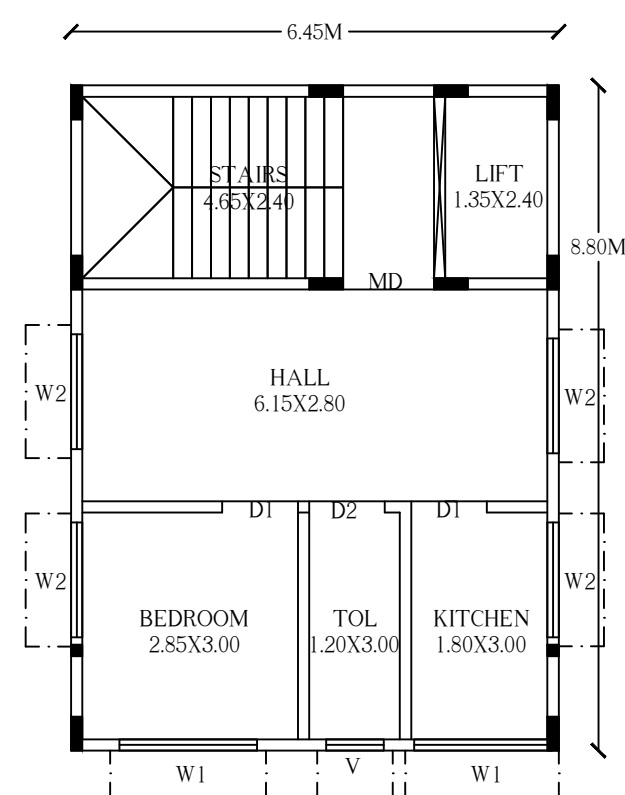 6.45M
STAIRS
4.65X2.40
LIFT
1.35X2.40
8.80M
MD
HALL
6.15X2.80
W2
W2
D1
D2
D1
W2
W2
BEDROOM
2.85X3.00
TOL
1.20X3.00
KITCHEN
1.80X3.00
W1
V
W1